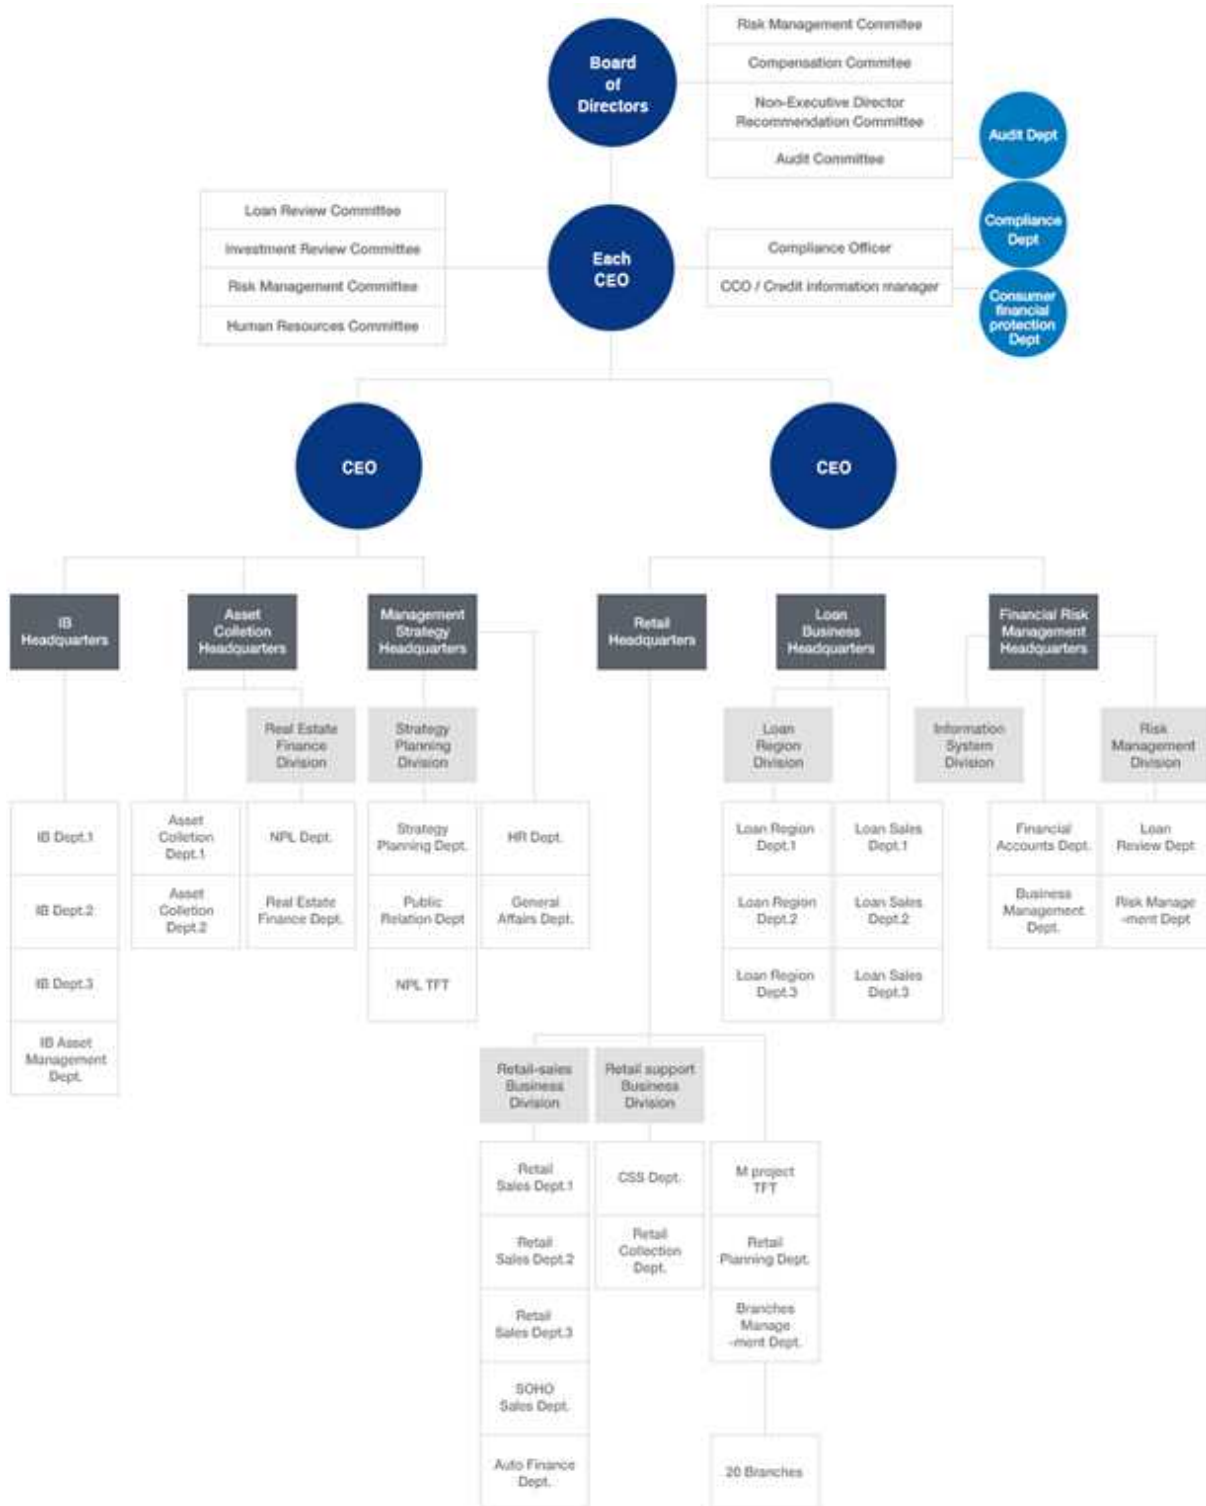 Board
of
Directors
Risk Management Commitee
Compensation Commitee
Non-Executive Director
Recommendation Committee
Audit Committee
Audit Dept
Loan Review Committee
Investment Review Committee
Risk Management Committee
Human Resources Committee
Each
CEO
Compliance Officer
CCO / Credit information manager
Compliance
Dept
Consumer
financial
protection
Dept
CEO
CEO
IB
Headquarters
Asset
Colletion
Headquarters
Management
Strategy
Headquarters
Retail
Headquarters
Loan
Business
Headquarters
Financial Risk
Management
Headquarters
Real Estate
Finance
Division
Strategy
Planning
Division
Loan
Region
Division
Information
System
Division
Risk
Management
Division
IB Dept.1
IB Dept.2
IB Dept.3
IB Asset
Management
Dept.
Asset
Colletion
Dept.1
Asset
Colletion
Dept.2
NPL Dept.
Real Estate
Finance Dept.
Strategy
Planning Dept.
Public
Relation Dept
NPL TFT
HR Dept.
General
Affairs Dept.
Loan Region
Dept.1
Loan Region
Dept.2
Loan Region
Dept.3
Loan Sales
Dept.1
Loan Sales
Dept.2
Loan Sales
Dept.3
Financial
Accounts Dept.
Business
Management
Dept.
Loan
Review Dept
Risk Manage
-ment Dept
Retail-sales
Business
Division
Retail support
Business
Division
Retail
Sales Dept.1
Retail
Sales Dept.2
Retail
Sales Dept.3
SOHO
Sales Dept.
Auto Finance
Dept.
CSS Dept.
Retail
Collection
Dept.
M project
TFT
Retail
Planning Dept.
Branches
Manage
-ment Dept.
20 Branches